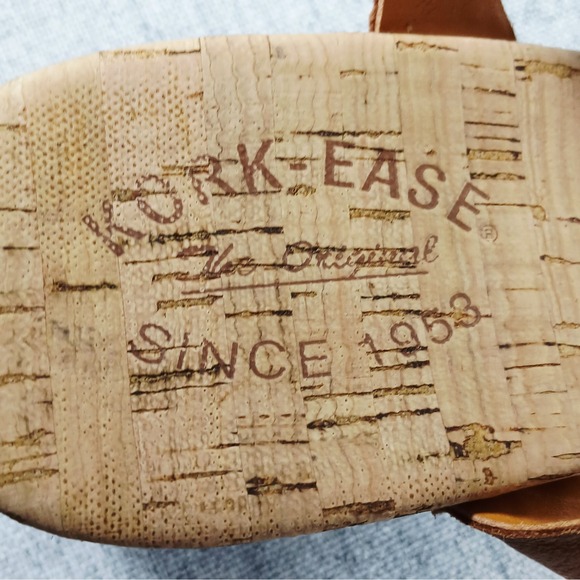 KORK-EASE®
The Original
SINCE 1953